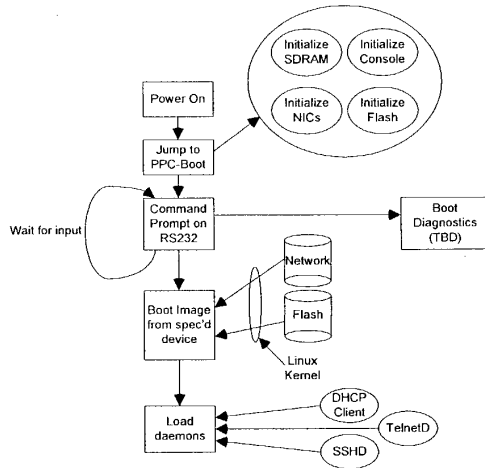 Initialize
SDRAM
Initialize
Console
Initialize
NICs
Initialize
Flash
Power On
Jump to
PPC-Boot
Wait for input
Command
Prompt on
RS232
Boot
Diagnostics
(TBD)
Network
Flash
Boot Image
from spec'd
device
Linux
Kernel
DHCP
Client
TelnetD
SSHD
Load
daemons